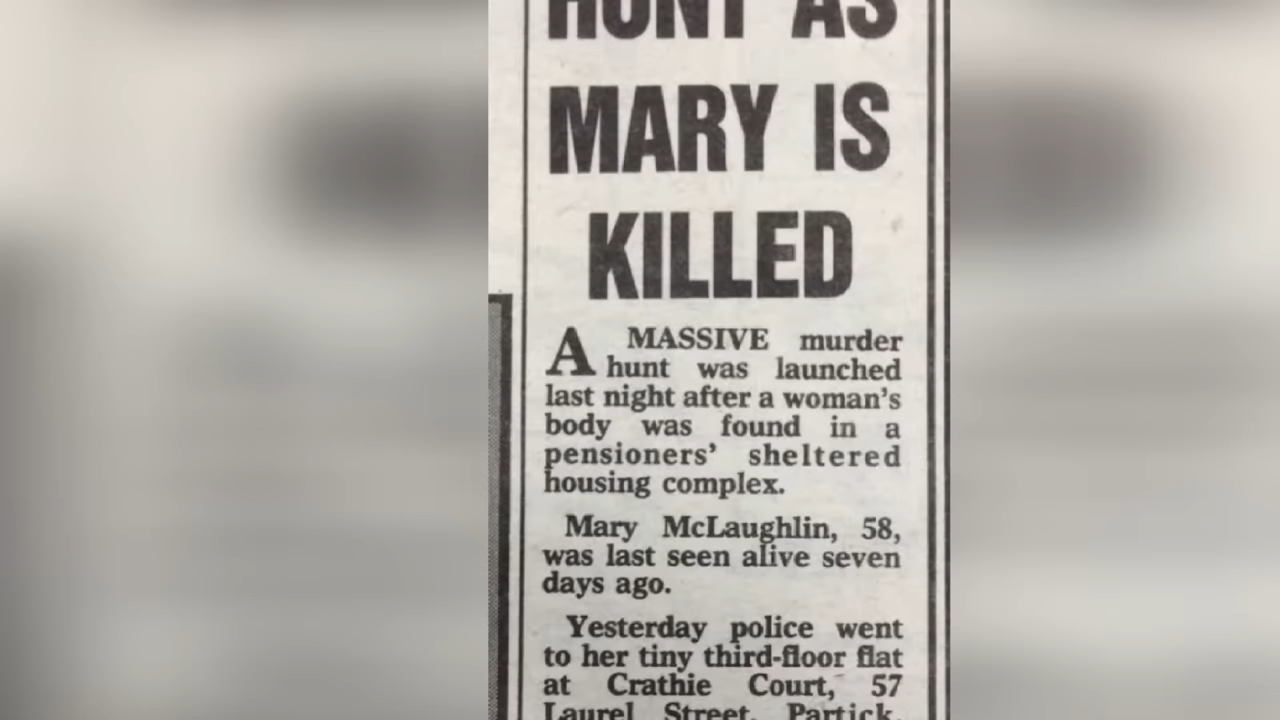 HUNT AS
MARY IS
KILLED
A MASSIVE murder
hunt was launched
last night after a woman's
body was found in a
pensioners' sheltered
housing complex.
Mary McLaughlin, 58,
was last seen alive seven
days ago.
Yesterday police went
to her tiny third-floor flat
at Crathie Court, 57
Laurel Street, Partick,